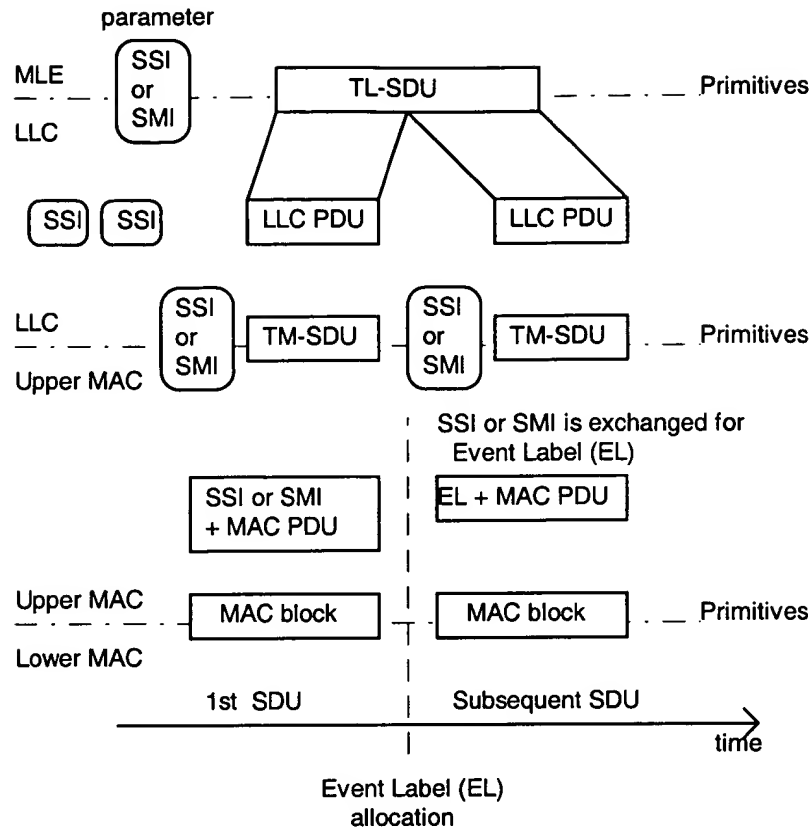 parameter
SSI
or
SMI
MLE
TL-SDU
Primitives
LLC
SSI
SSI
LLC PDU
LLC PDU
LLC
SSI
or
SMI
TM-SDU
SSI
or
SMI
TM-SDU
Primitives
Upper MAC
SSI or SMI is exchanged for
Event Label (EL)
SSI or SMI
+ MAC PDU
EL + MAC PDU
Upper MAC
MAC block
MAC block
Primitives
Lower MAC
1st SDU
Subsequent SDU
time
Event Label (EL)
allocation